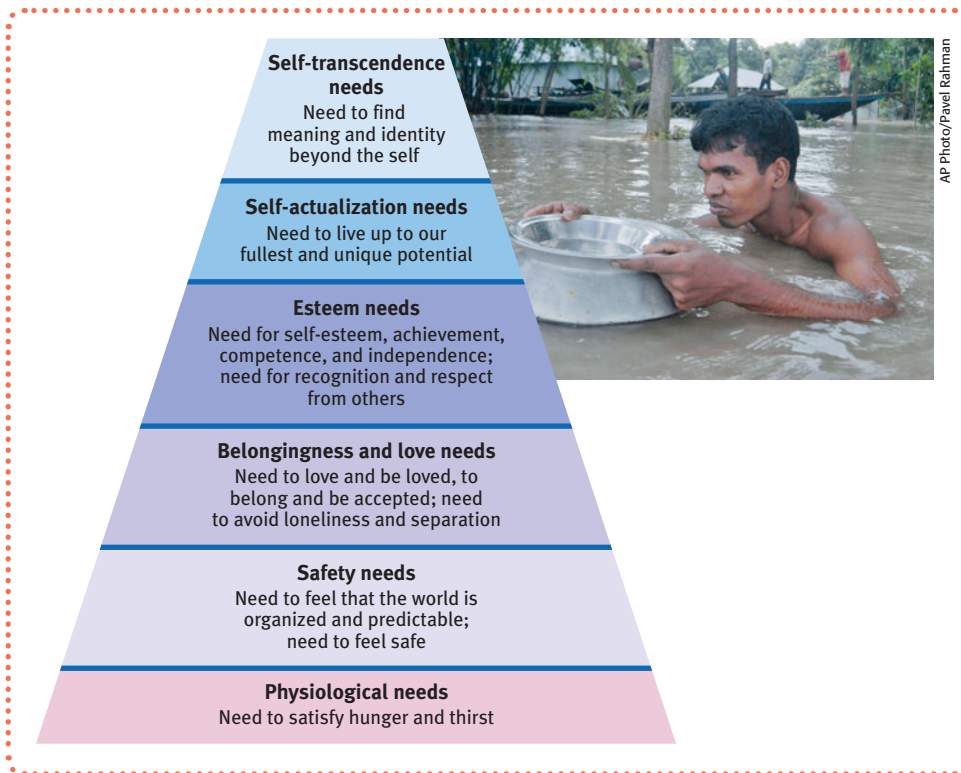 Self-transcendence
needs
Need to find
meaning and identity
beyond the self
Self-actualization needs
Need to live up to our
fullest and unique potential
Esteem needs
Need for self-esteem, achievement,
competence, and independence;
need for recognition and respect
from others
Belongingness and love needs
Need to love and be loved, to
belong and be accepted; need
to avoid loneliness and separation
Safety needs
Need to feel that the world is
organized and predictable;
need to feel safe
Physiological needs
Need to satisfy hunger and thirst
AP Photo/Pavel Rahman